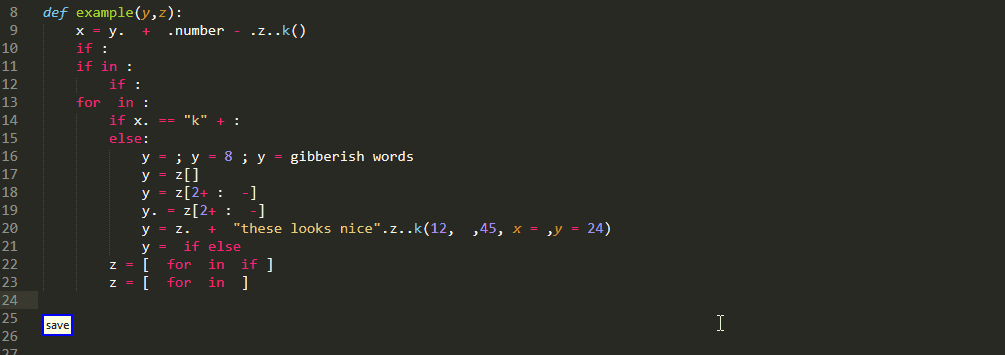 8 def example(y,z):
9 x = y.  +  .number - .z..k()
10 if :
11 if in :
12 if :
13 for  in :
14 if x. == "k" + :
15 else:
16 y = ; y = 8 ; y = gibberish words
17 y = z[]
18 y = z[2+ :  -]
19 y. = z[2+ :  -]
20 y = z.  +  "these looks nice".z..k(12,  ,45, x = ,y = 24)
21 y =  if else
22 z = [  for  in  if ]
23 z = [  for  in  ]
24
25 save
26
27